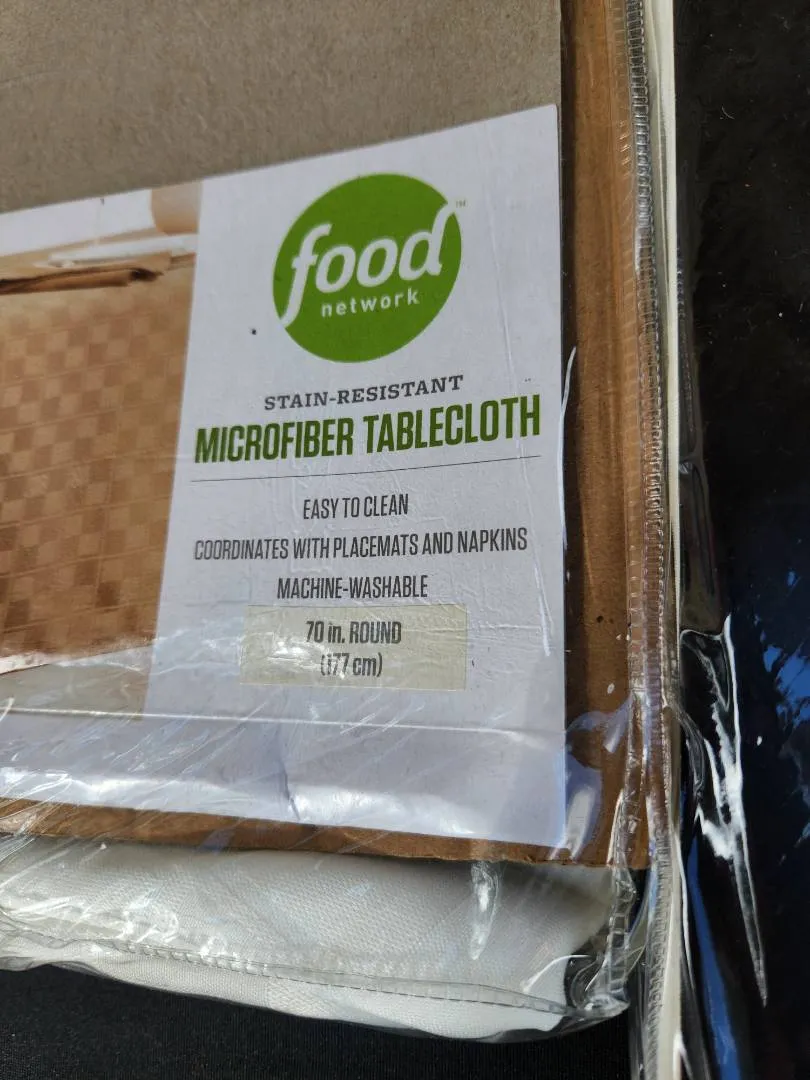 food™
network
STAIN-RESISTANT
MICROFIBER TABLECLOTH
EASY TO CLEAN
COORDINATES WITH PLACEMATS AND NAPKINS
MACHINE-WASHABLE
70 in. ROUND
(177 cm)